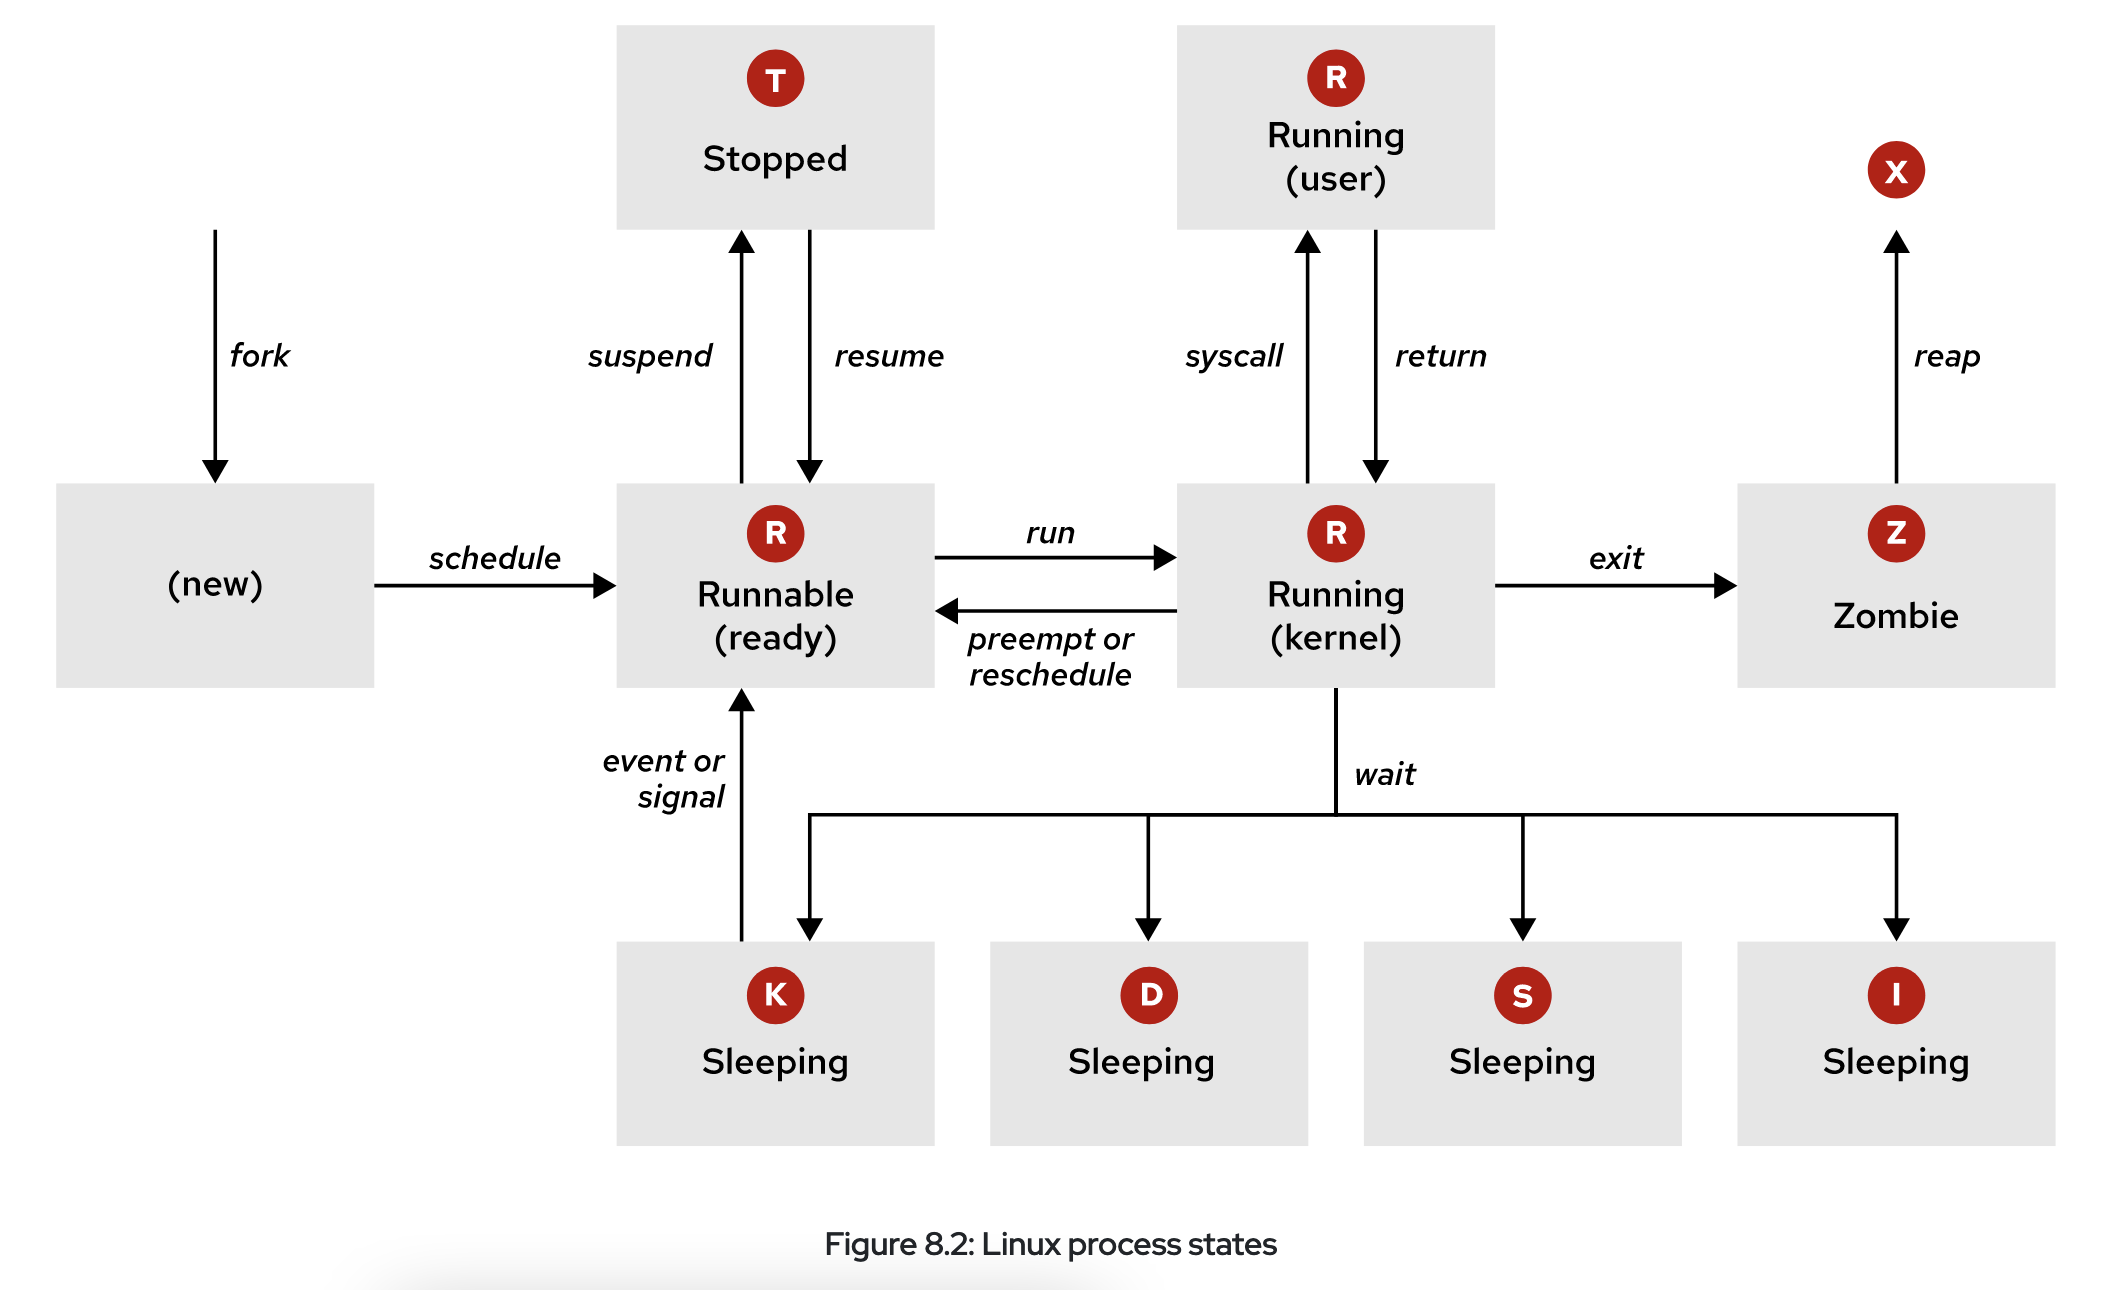 T
Stopped
R
Running
(user)
X
fork
suspend
resume
syscall
return
reap
(new)
schedule
R
Runnable
(ready)
run
preempt or
reschedule
R
Running
(kernel)
exit
Z
Zombie
event or
signal
wait
K
Sleeping
D
Sleeping
S
Sleeping
I
Sleeping
Figure 8.2: Linux process states